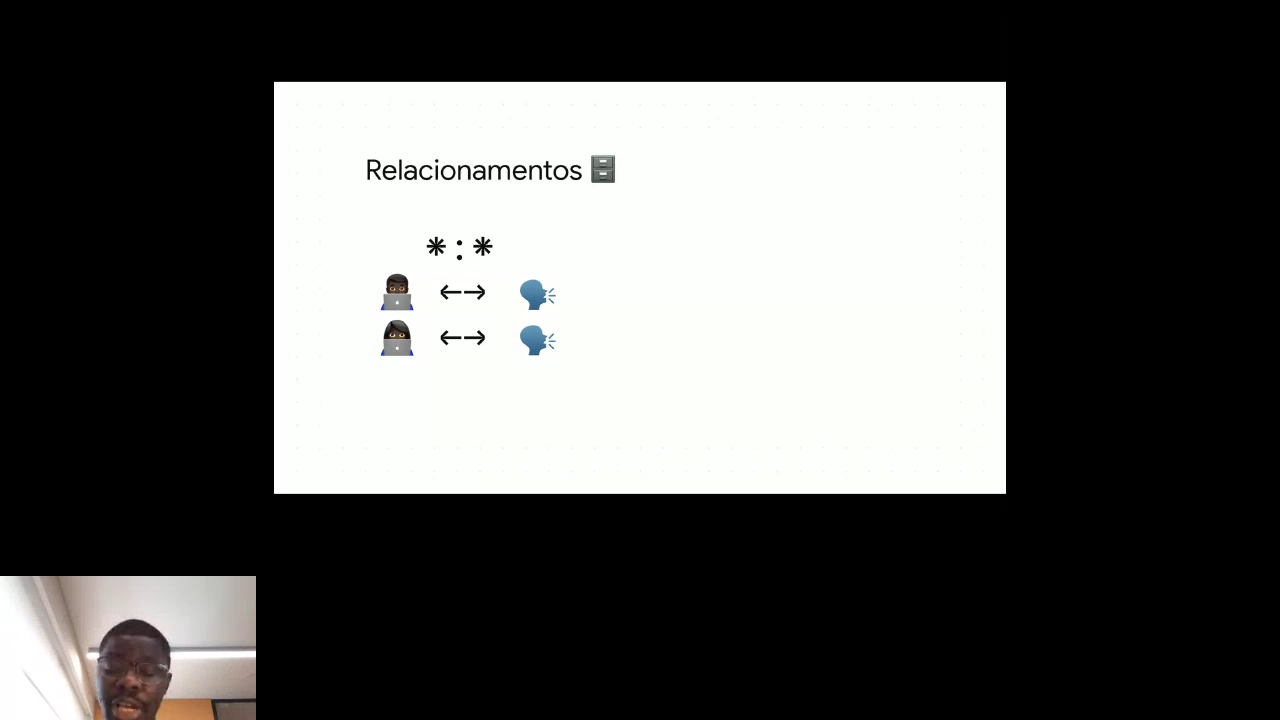 Relacionamentos 🗄️
* : *
👨🏿‍💻 ←→ 🗣️
👩🏿‍💻 ←→ 🗣️